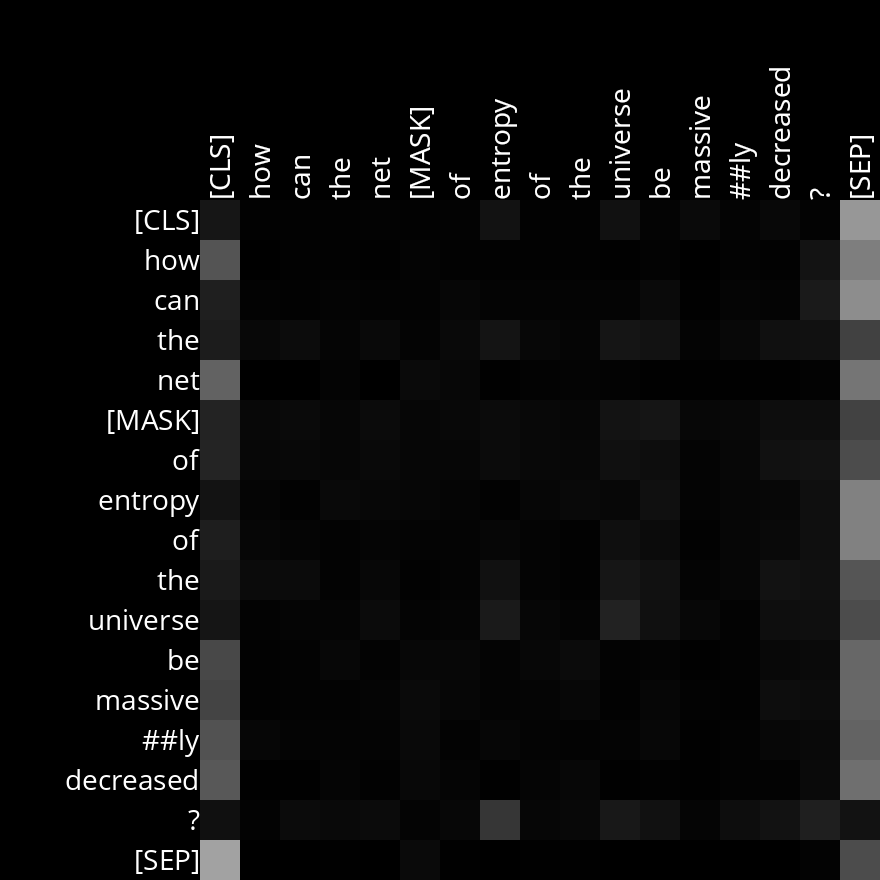 [CLS] how can the net [MASK] of entropy of the universe be massive ##ly decreased ? [SEP]
[CLS]
how
can
the
net
[MASK]
of
entropy
of
the
universe
be
massive
##ly
decreased
?
[SEP]